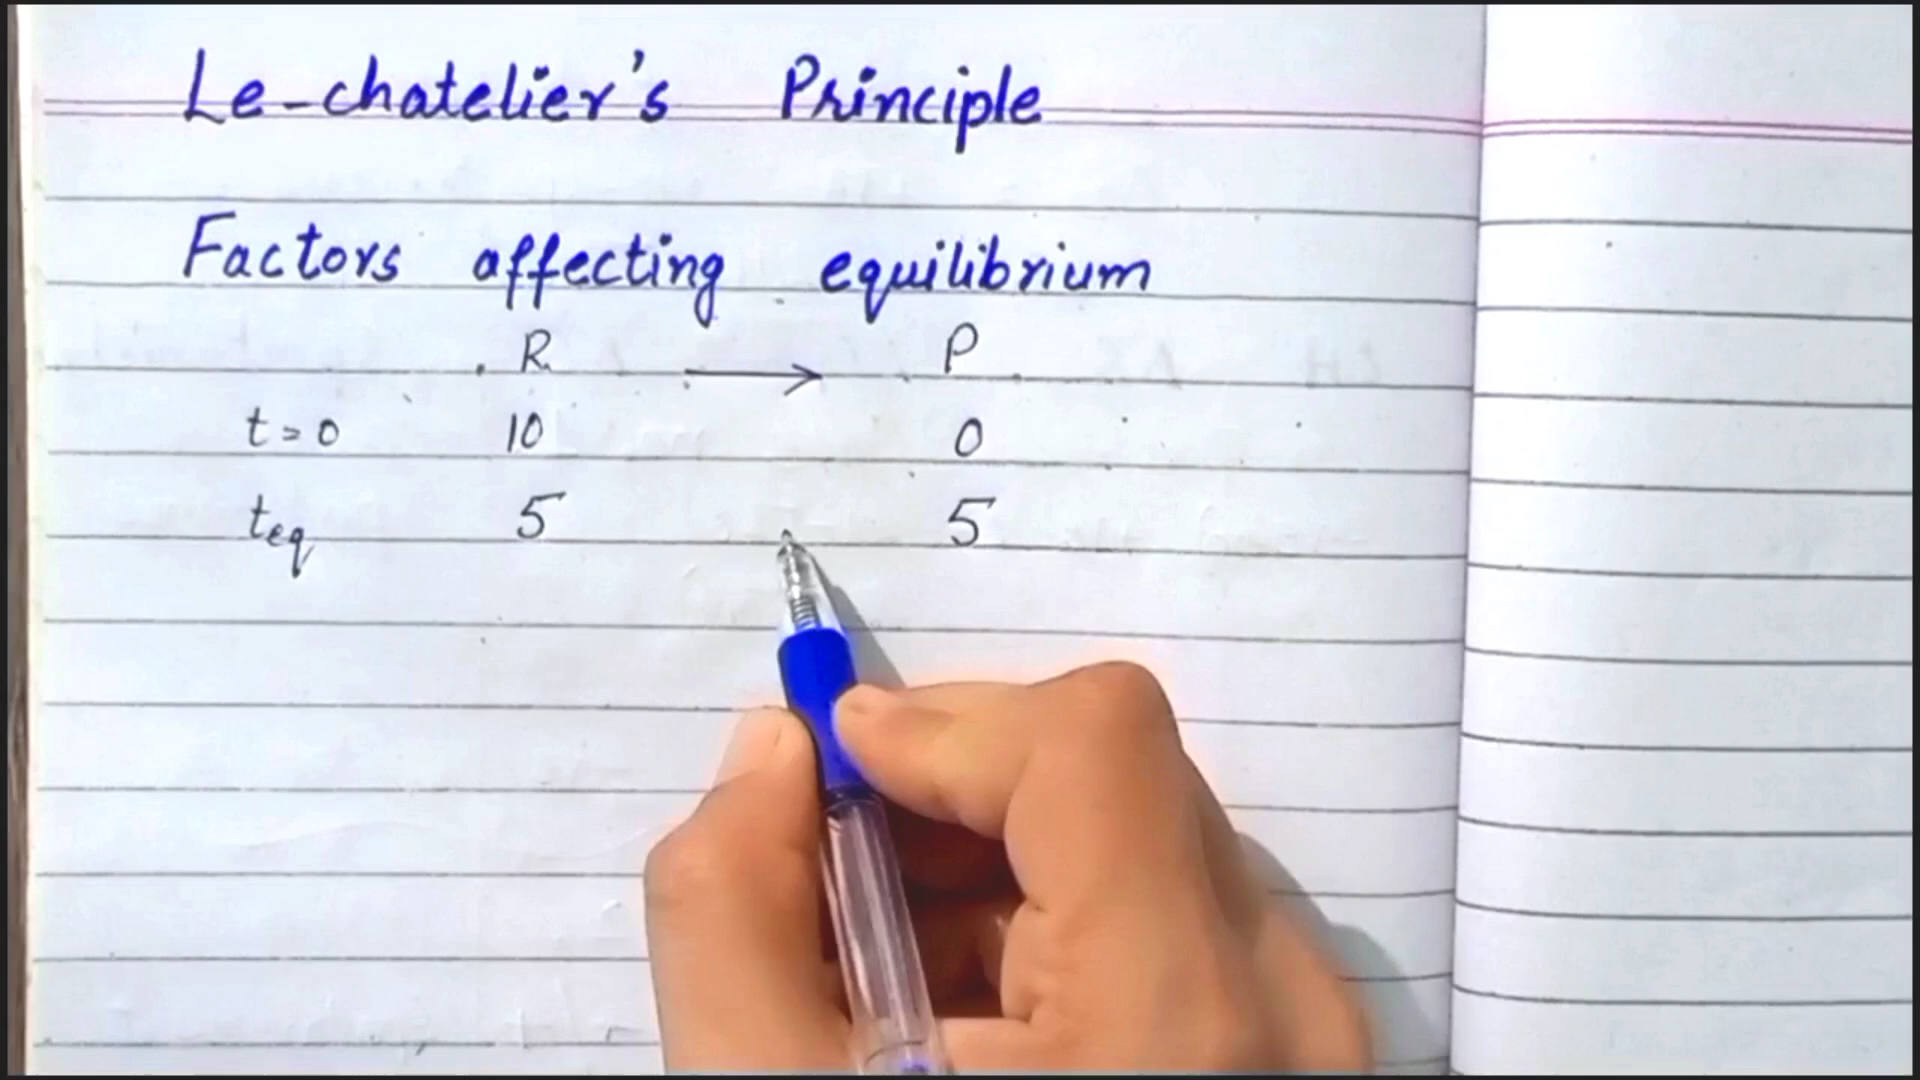 Le-chatelier's Principle
Factors affecting equilibrium
R → P
t=0 10 0
teq 5 5